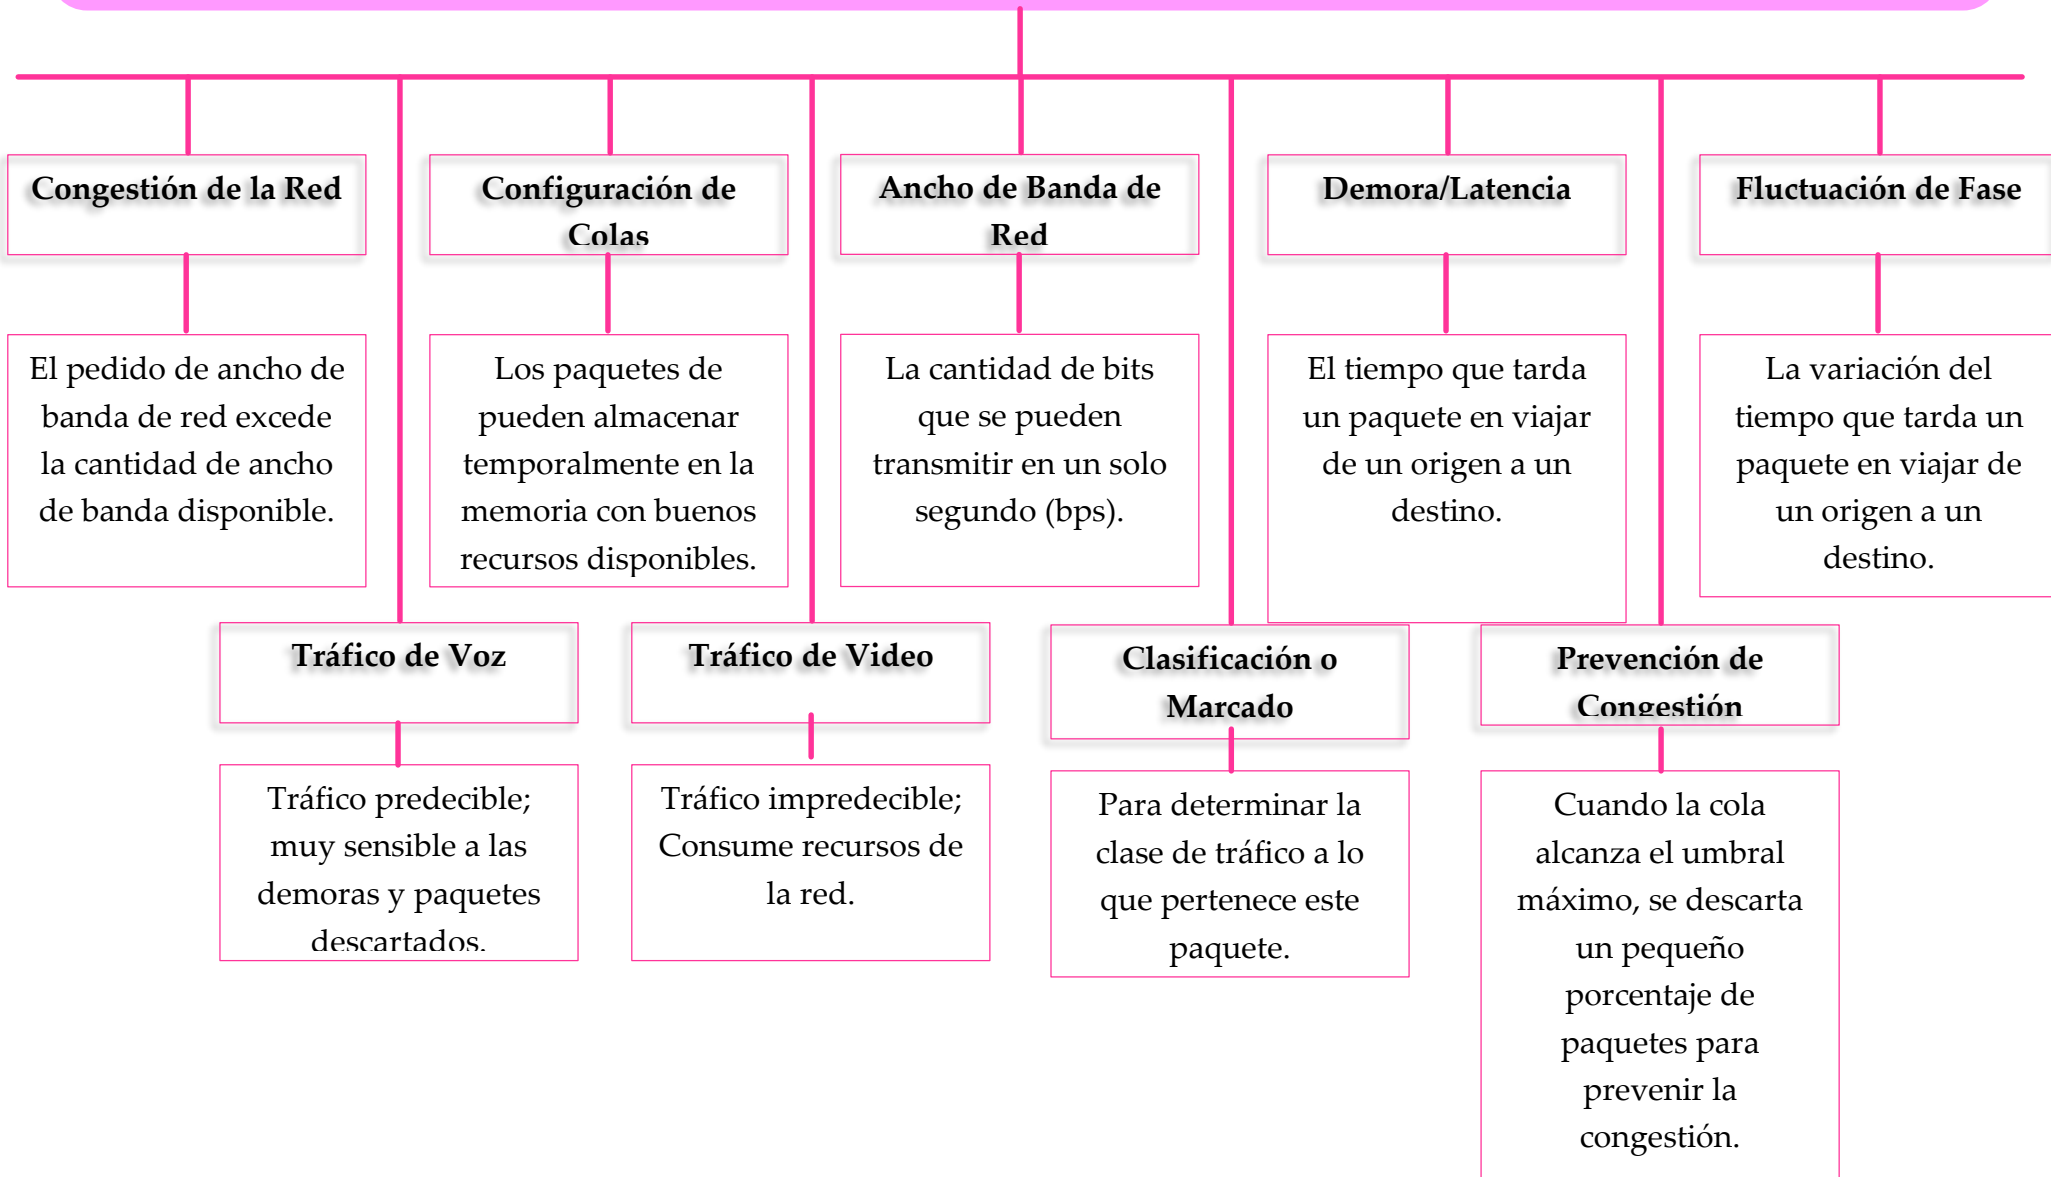 Congestión de la Red
El pedido de ancho de
banda de red excede
la cantidad de ancho
de banda disponible.
Configuración de
Colas
Los paquetes de
pueden almacenar
temporalmente en la
memoria con buenos
recursos disponibles.
Ancho de Banda de
Red
La cantidad de bits
que se pueden
transmitir en un solo
segundo (bps).
Demora/Latencia
El tiempo que tarda
un paquete en viajar
de un origen a un
destino.
Fluctuación de Fase
La variación del
tiempo que tarda un
paquete en viajar de
un origen a un
destino.
Tráfico de Voz
Tráfico predecible;
muy sensible a las
demoras y paquetes
descartados.
Tráfico de Video
Tráfico impredecible;
Consume recursos de
la red.
Clasificación o
Marcado
Para determinar la
clase de tráfico a lo
que pertenece este
paquete.
Prevención de
Congestión
Cuando la cola
alcanza el umbral
máximo, se descarta
un pequeño
porcentaje de
paquetes para
prevenir la
congestión.